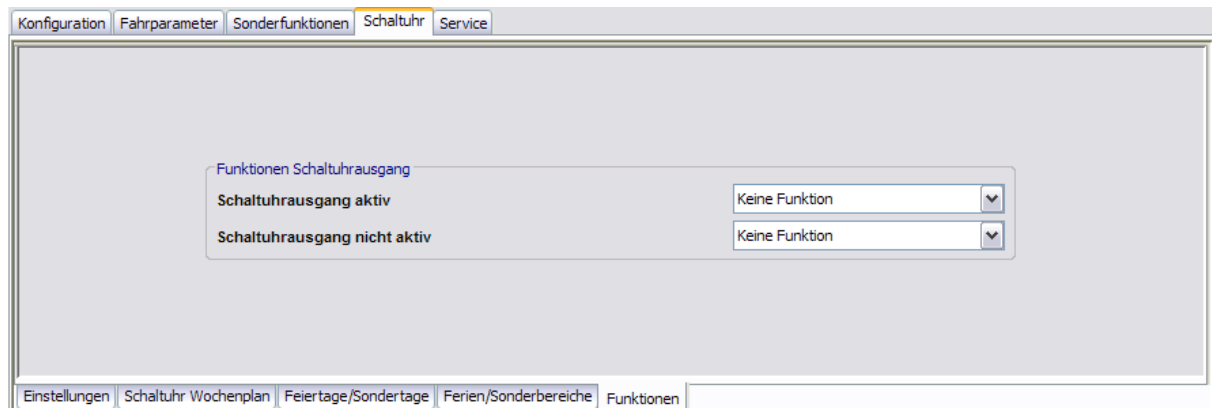 Konfiguration Fahrparameter Sonderfunktionen Schaltuhr Service
Funktionen Schaltuhrausgang
Schaltuhrausgang aktiv Keine Funktion
Schaltuhrausgang nicht aktiv Keine Funktion
Einstellungen Schaltuhr Wochenplan Feiertage/Sondertage Ferien/Sonderbereiche Funktionen